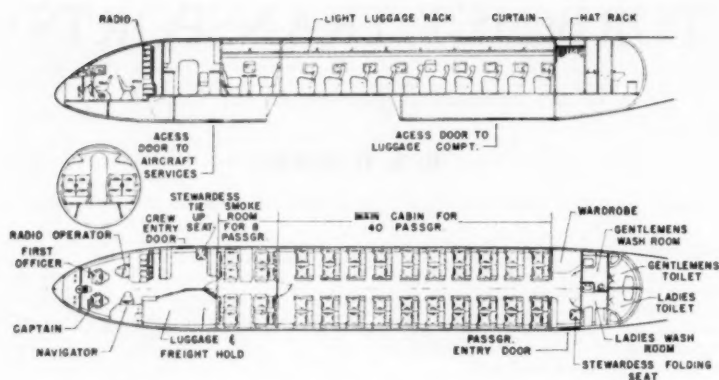 RADIO
LIGHT LUGGAGE RACK
CURTAIN
HAT RACK
ACESS
DOOR TO
AIRCRAFT
SERVICES
ACESS DOOR TO
LUGGAGE COMPT.
STEWARDESS
TIE
UP
SEAT
SMOKE
ROOM
FOR 8
PASSGR.
CREW
ENTRY
DOOR
MAIN CABIN FOR
40 PASSGR.
WARDROBE
GENTLEMENS
WASH ROOM
RADIO OPERATOR
FIRST
OFFICER
GENTLEMENS
TOILET
LADIES
TOILET
CAPTAIN
NAVIGATOR
LUGGAGE &
FREIGHT HOLD
PASSGR.
ENTRY DOOR
LADIES WASH
ROOM
STEWARDESS FOLDING
SEAT